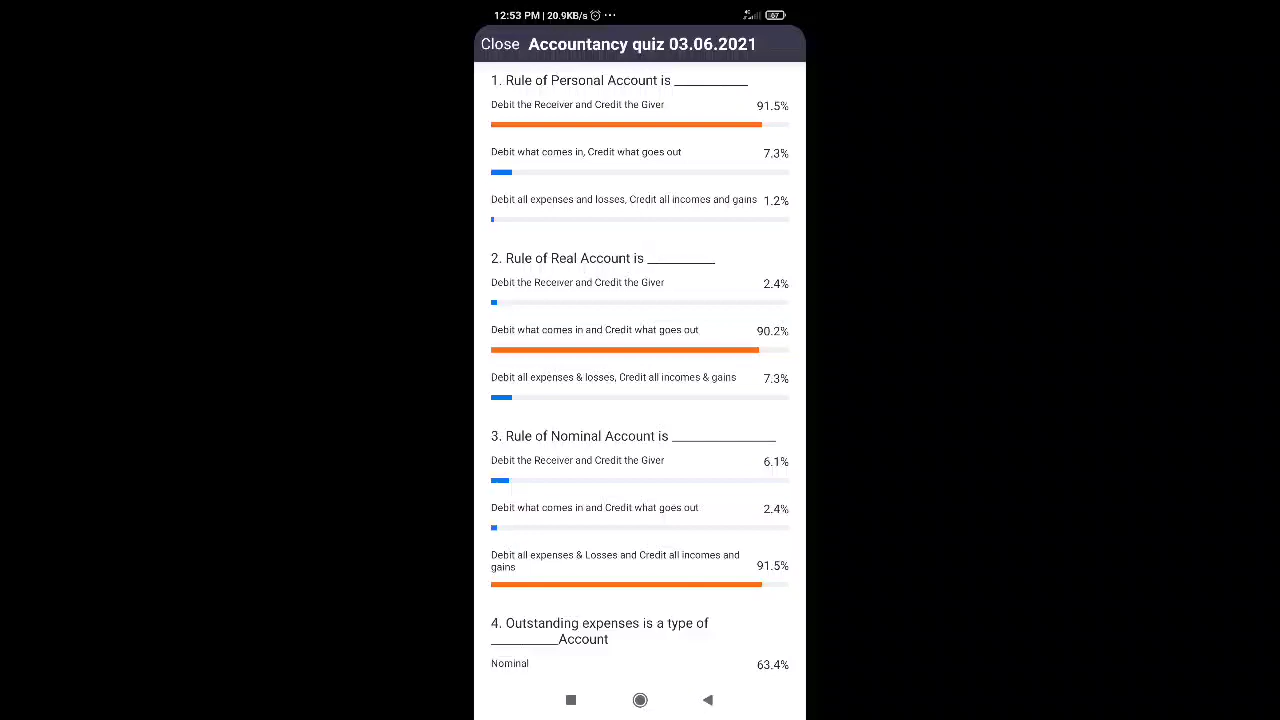 12:53 PM | 20.9KB/s
4G
67
Close Accountancy quiz 03.06.2021
1. Rule of Personal Account is ___________
Debit the Receiver and Credit the Giver 91.5%
Debit what comes in, Credit what goes out 7.3%
Debit all expenses and losses, Credit all incomes and gains 1.2%
2. Rule of Real Account is __________
Debit the Receiver and Credit the Giver 2.4%
Debit what comes in and Credit what goes out 90.2%
Debit all expenses & losses, Credit all incomes & gains 7.3%
3. Rule of Nominal Account is _______________
Debit the Receiver and Credit the Giver 6.1%
Debit what comes in and Credit what goes out 2.4%
Debit all expenses & Losses and Credit all incomes and
gains 91.5%
4. Outstanding expenses is a type of
__________Account
Nominal 63.4%